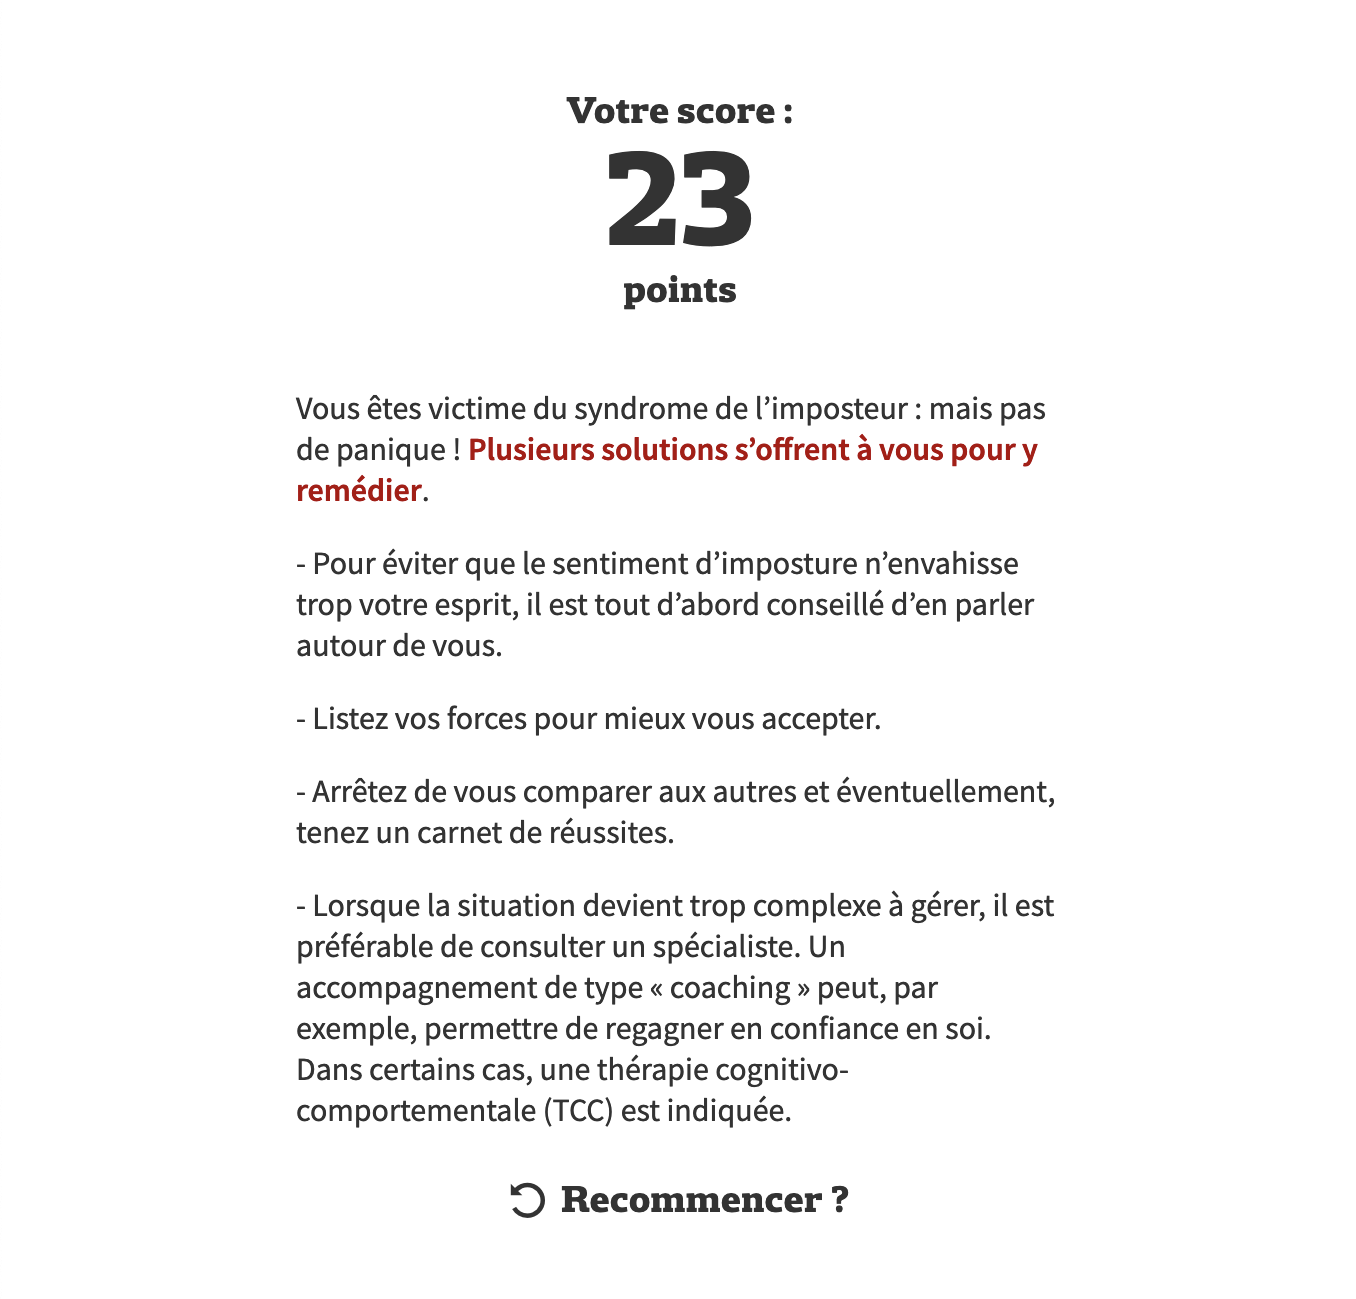 Votre score :
23
points
Vous êtes victime du syndrome de l’imposteur : mais pas
de panique ! Plusieurs solutions s’offrent à vous pour y
remédier.
- Pour éviter que le sentiment d’imposture n’envahisse
trop votre esprit, il est tout d’abord conseillé d’en parler
autour de vous.
- Listez vos forces pour mieux vous accepter.
- Arrêtez de vous comparer aux autres et éventuellement,
tenez un carnet de réussites.
- Lorsque la situation devient trop complexe à gérer, il est
préférable de consulter un spécialiste. Un
accompagnement de type « coaching » peut, par
exemple, permettre de regagner en confiance en soi.
Dans certains cas, une thérapie cognitivo-
comportementale (TCC) est indiquée.
Recommencer ?